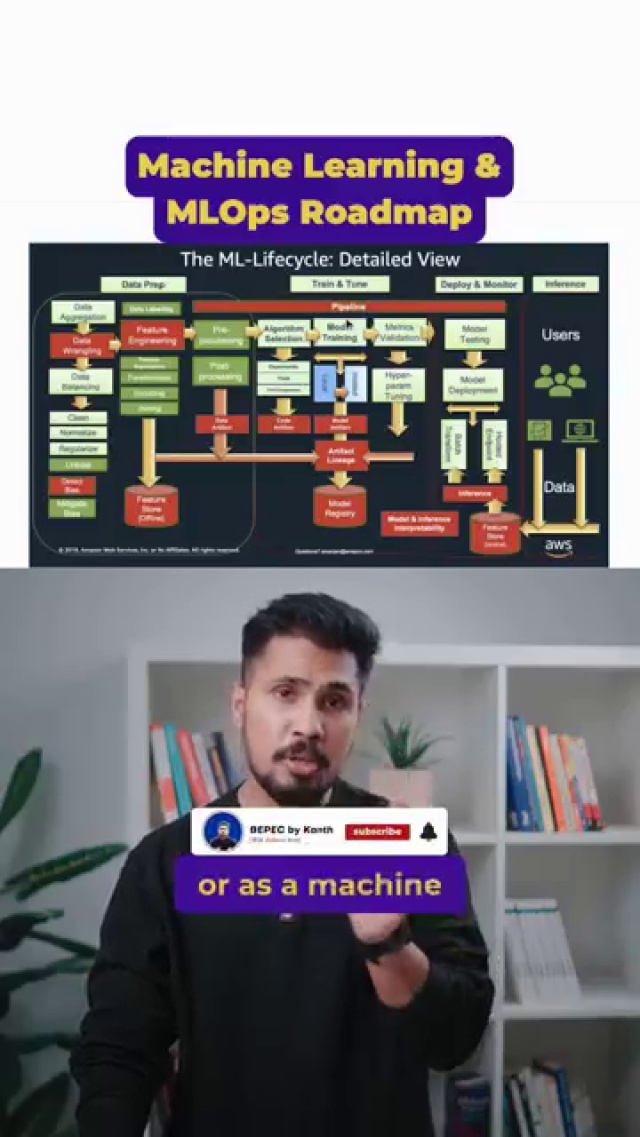 Machine Learning &
MLOps Roadmap
The ML-Lifecycle: Detailed View
Data Prep
Train & Tune
Deploy & Monitor
Inference
Pipeline
Data
Aggregation
Data
Wrangling
Data
Balancing
Clean
Normalize
Regularize
Unbias
Detect
Bias
Mitigate
Bias
Data Labeling
Feature
Engineering
Feature
Store
(Offline)
Pre-
processing
Post-
processing
Data
Artifact
Algorithm
Selection
Code
Artifact
Model
Training
Model
Artifact
Artifact
Lineage
Model
Registry
Metrics
Validation
Hyper-
param
Tuning
Model
Testing
Model
Deployment
Batch
Transform
Hosted
Endpoint
Inference
Model & Inference
Interpretability
Feature
Store
Users
Data
aws
BEPEC by Kanth
subscribe
or as a machine